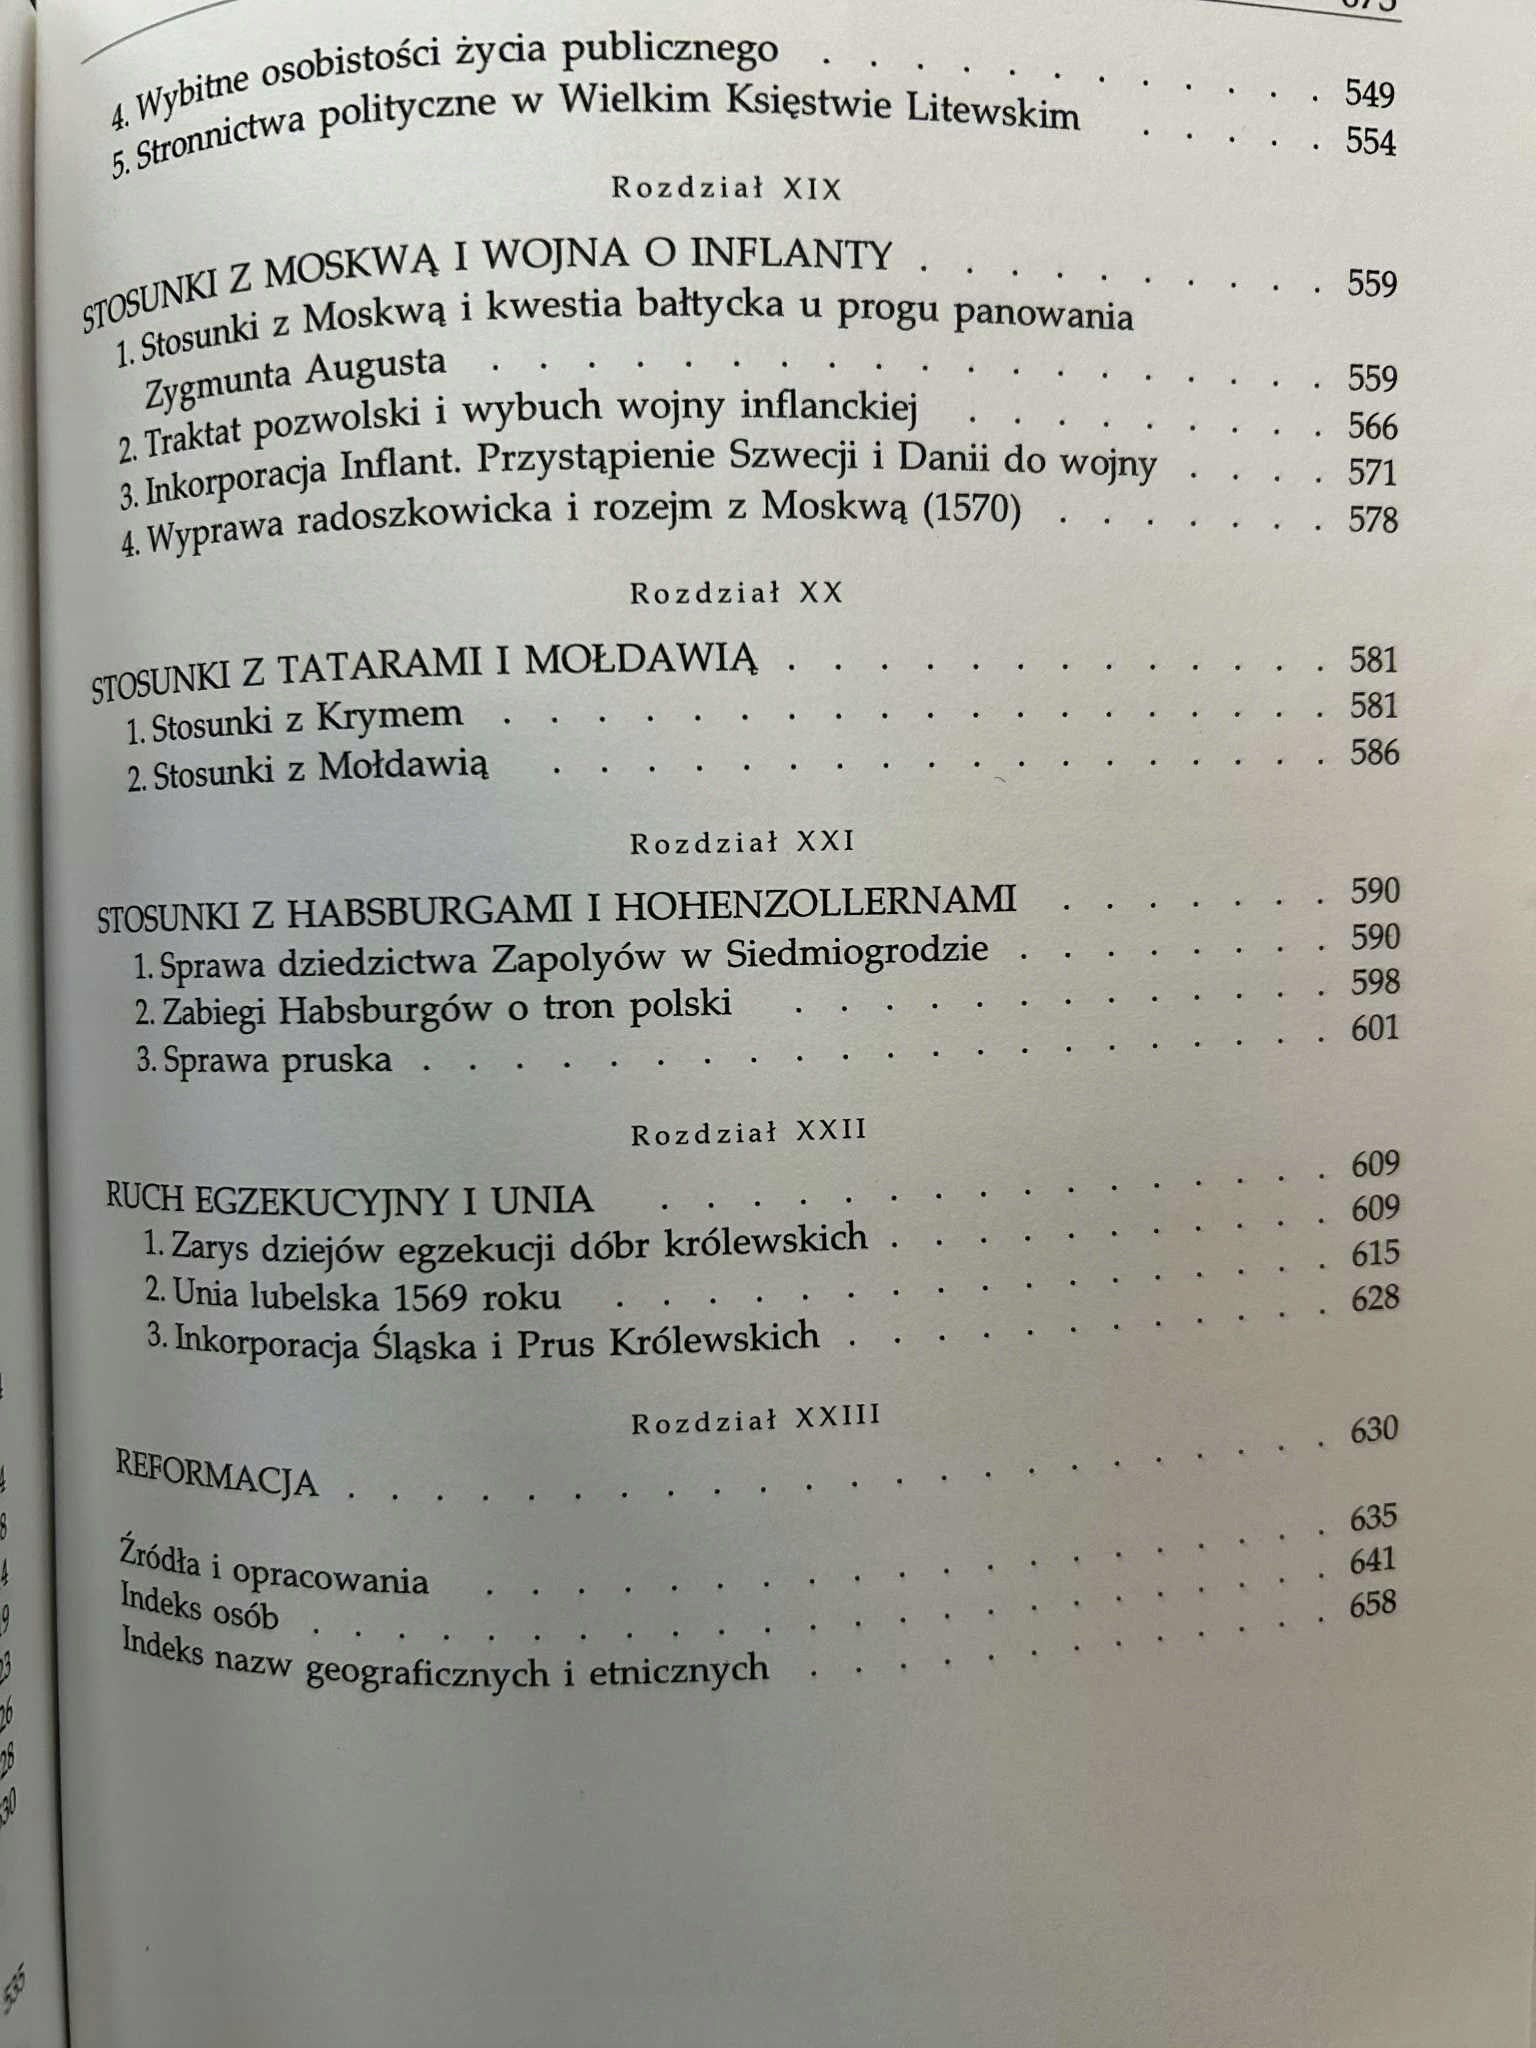 4. Wybitne osobistości życia publicznego . . . . . . . . . . . . 549
5. Stronnictwa polityczne w Wielkim Księstwie Litewskim . . . . . 554
Rozdział XIX
STOSUNKI Z MOSKWĄ I WOJNA O INFLANTY . . . . . . . . . . 559
1. Stosunki z Moskwą i kwestia bałtycka u progu panowania
Zygmunta Augusta . . . . . . . . . . . . . . . . . . . 559
2. Traktat pozwolski i wybuch wojny inflanckiej . . . . . . . . . 566
3. Inkorporacja Inflant. Przystąpienie Szwecji i Danii do wojny . . . . 571
4. Wyprawa radoszkowicka i rozejm z Moskwą (1570) . . . . . . . 578
Rozdział XX
STOSUNKI Z TATARAMI I MOŁDAWIĄ . . . . . . . . . . . . . 581
1. Stosunki z Krymem . . . . . . . . . . . . . . . . . . . 581
2. Stosunki z Mołdawią . . . . . . . . . . . . . . . . . . 586
Rozdział XXI
STOSUNKI Z HABSBURGAMI I HOHENZOLLERNAMI . . . . . . . 590
1. Sprawa dziedzictwa Zapolyów w Siedmiogrodzie . . . . . . . . 590
2. Zabiegi Habsburgów o tron polski . . . . . . . . . . . . . 598
3. Sprawa pruska . . . . . . . . . . . . . . . . . . . . . 601
Rozdział XXII
RUCH EGZEKUCYJNY I UNIA . . . . . . . . . . . . . . . . 609
1. Zarys dziejów egzekucji dóbr królewskich . . . . . . . . . . . 609
2. Unia lubelska 1569 roku . . . . . . . . . . . . . . . . . 615
3. Inkorporacja Śląska i Prus Królewskich . . . . . . . . . . . . 628
Rozdział XXIII
REFORMACJA . . . . . . . . . . . . . . . . . . . . . . . 630
Źródła i opracowania . . . . . . . . . . . . . . . . . . . . 635
Indeks osób . . . . . . . . . . . . . . . . . . . . . . . . 641
Indeks nazw geograficznych i etnicznych . . . . . . . . . . . . 658
535